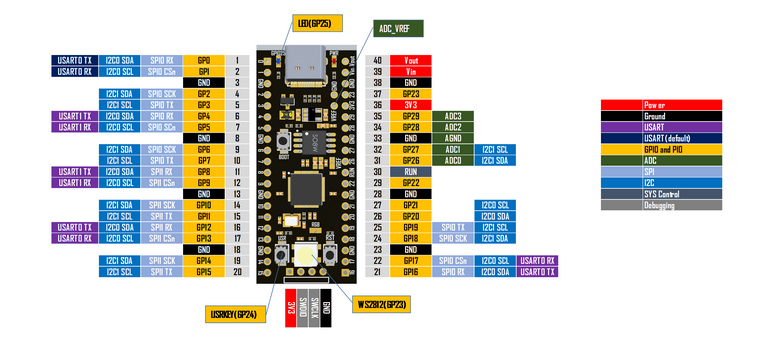 LED(GP25)
ADC_VREF
USART0 TX I2C0 SDA SPI0 RX GP0 1
USART0 RX I2C0 SCL SPI0 CSn GP1 2
GND 3
I2C1 SDA SPI0 SCK GP2 4
I2C1 SCL SPI0 TX GP3 5
USART1 TX I2C0 SDA SPI0 RX GP4 6
USART1 RX I2C0 SCL SPI0 CSn GP5 7
GND 8
I2C1 SDA SPI0 SCK GP6 9
I2C1 SCL SPI0 TX GP7 10
USART1 TX I2C0 SDA SPI1 RX GP8 11
USART1 RX I2C0 SCL SPI1 CSn GP9 12
GND 13
I2C1 SDA SPI1 SCK GP10 14
I2C1 SCL SPI1 TX GP11 15
USART0 TX I2C0 SDA SPI1 RX GP12 16
USART0 RX I2C0 SCL SPI1 CSn GP13 17
GND 18
I2C1 SDA SPI1 SCK GP14 19
I2C1 SCL SPI1 TX GP15 20
BOOT
USR
RST
RGB
VREF
40 Vout
39 Vin
38 GND
37 GP23
36 3V3
35 GP29 ADC3
34 GP28 ADC2
33 GND AGND
32 GP27 ADC1 I2C1 SCL
31 GP26 ADC0 I2C1 SDA
30 RUN
29 GP22
28 GND
27 GP21 I2C0 SCL
26 GP20 I2C0 SDA
25 GP19 SPI0 TX I2C1 SCL
24 GP18 SPI0 SCK I2C1 SDA
23 GND
22 GP17 SPI0 CSn I2C0 SCL USART0 RX
21 GP16 SPI0 RX I2C0 SDA USART0 TX
Power
Ground
USART
USART(default)
GPIO and PIO
ADC
SPI
I2C
SYS Control
Debugging
USRKEY(GP24)
3V3
SWDIO
SWCLK
GND
WS2812(GP23)